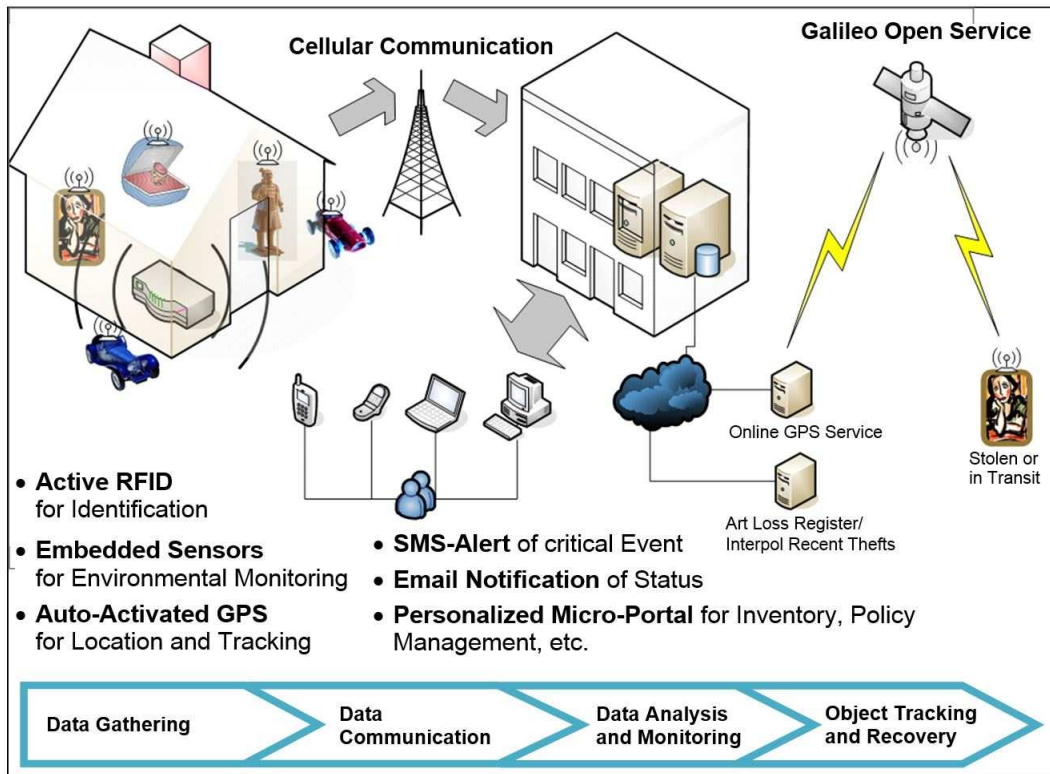 Cellular Communication
Galileo Open Service
Online GPS Service
Stolen or
in Transit
Art Loss Register/
Interpol Recent Thefts
• Active RFID
for Identification
• Embedded Sensors
for Environmental Monitoring
• Auto-Activated GPS
for Location and Tracking
• SMS-Alert of critical Event
• Email Notification of Status
• Personalized Micro-Portal for Inventory, Policy
Management, etc.
Data Gathering
Data
Communication
Data Analysis
and Monitoring
Object Tracking
and Recovery